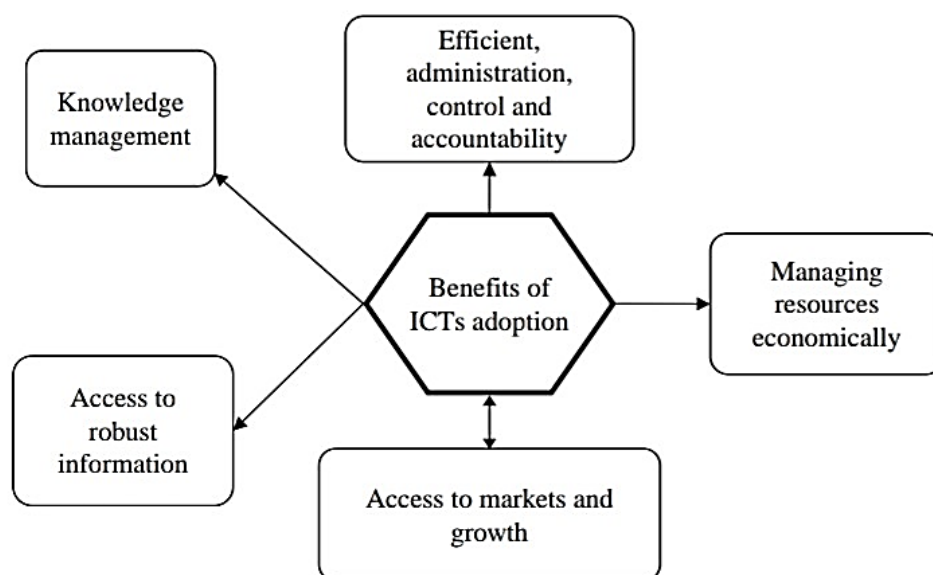 Efficient,
administration,
control and
accountability
Knowledge
management
Benefits of
ICTs adoption
Managing
resources
economically
Access to
robust
information
Access to markets and
growth